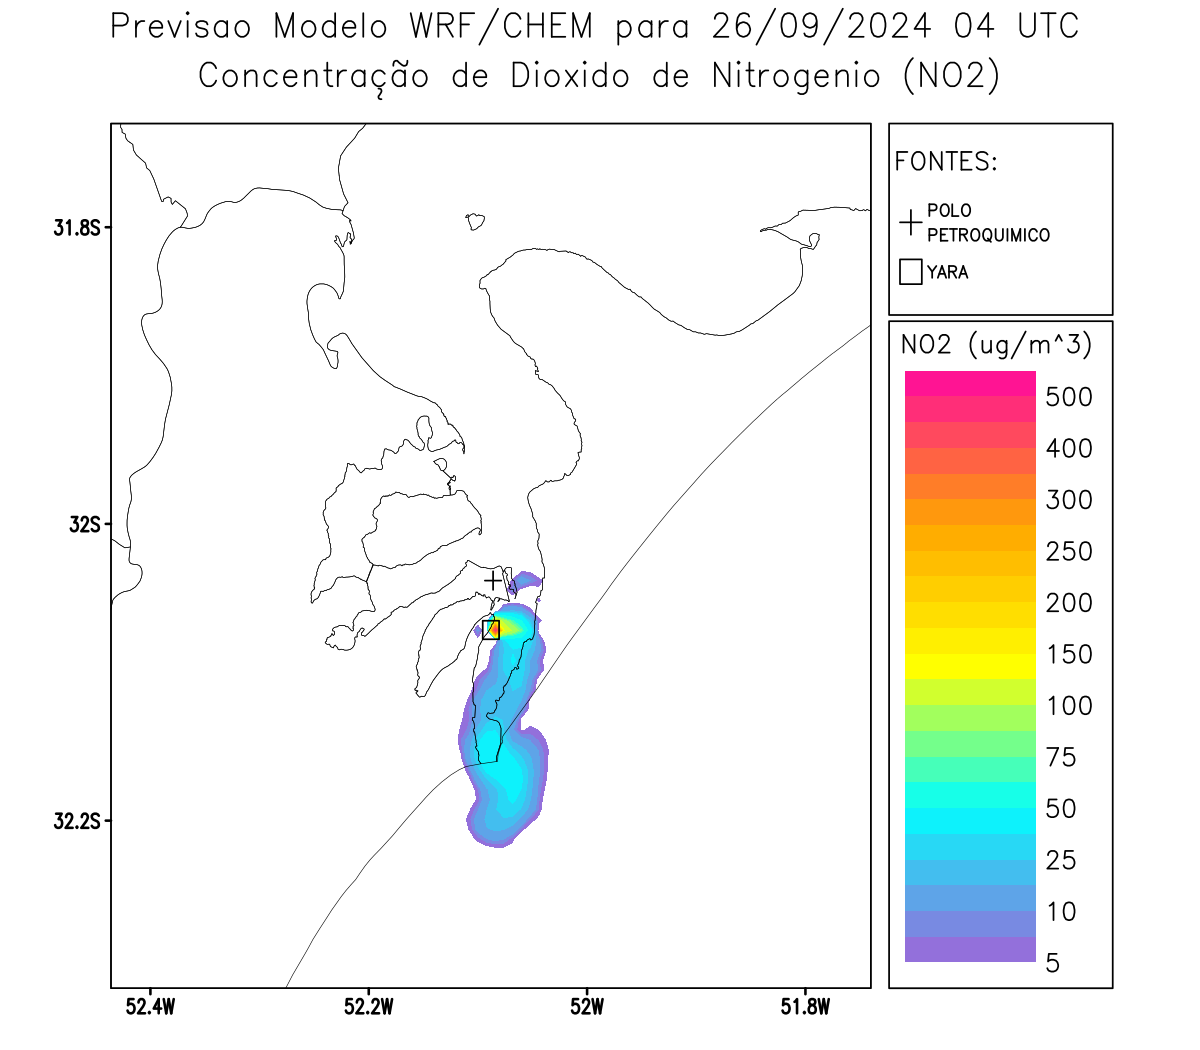 Previsao Modelo WRF/CHEM para 26/09/2024 04 UTC
Concentração de Dioxido de Nitrogenio (NO2)
FONTES:
POLO
PETROQUIMICO
YARA
NO2 (ug/m^3)
500
400
300
250
200
150
100
75
50
25
10
5
31.8S
32S
32.2S
52.4W
52.2W
52W
51.8W